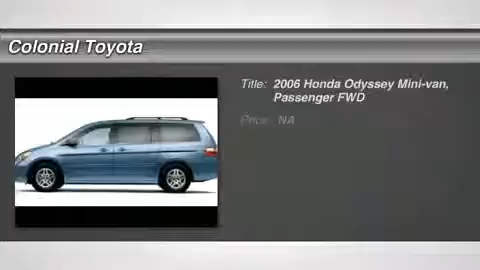 Colonial Toyota
Title: 2006 Honda Odyssey Mini-van,
Passenger FWD
Price: NA